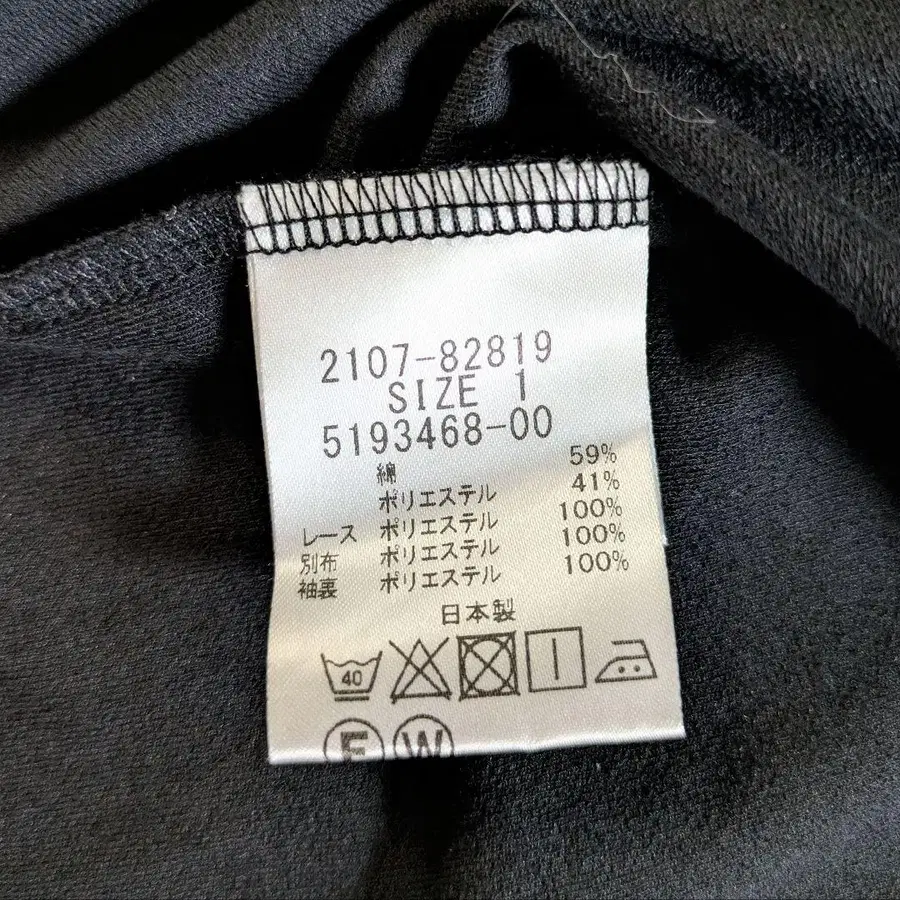 2107-82819
SIZE 1
5193468-00
綿 59%
ポリエステル 41%
レース ポリエステル 100%
別布 ポリエステル 100%
袖裏 ポリエステル 100%
日本製
40
F W